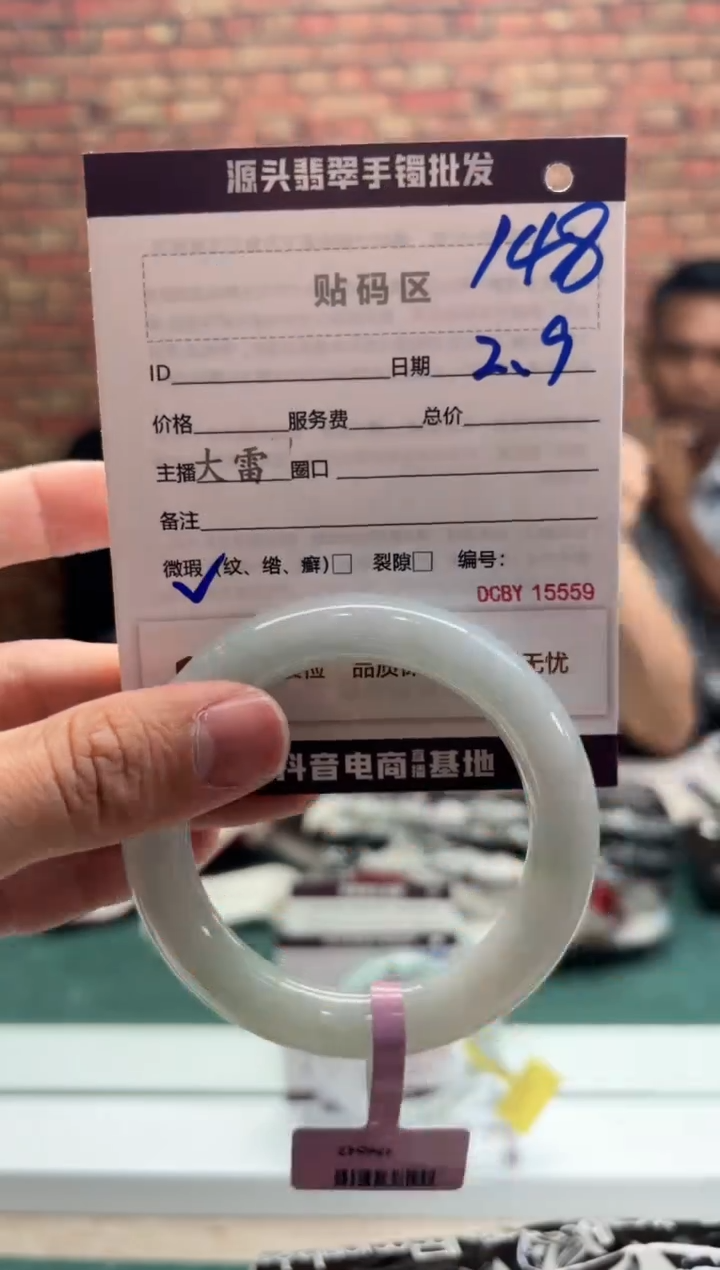 源头翡翠手镯批发
148
贴码区
ID 日期 2、9
价格 服务费 总价
主播 大雷 圈口
备注
微瑕 ✓ (纹、绺、癣)□ 裂隙□ 编号：
DCBY 15559
品质 无忧
抖音电商直播基地